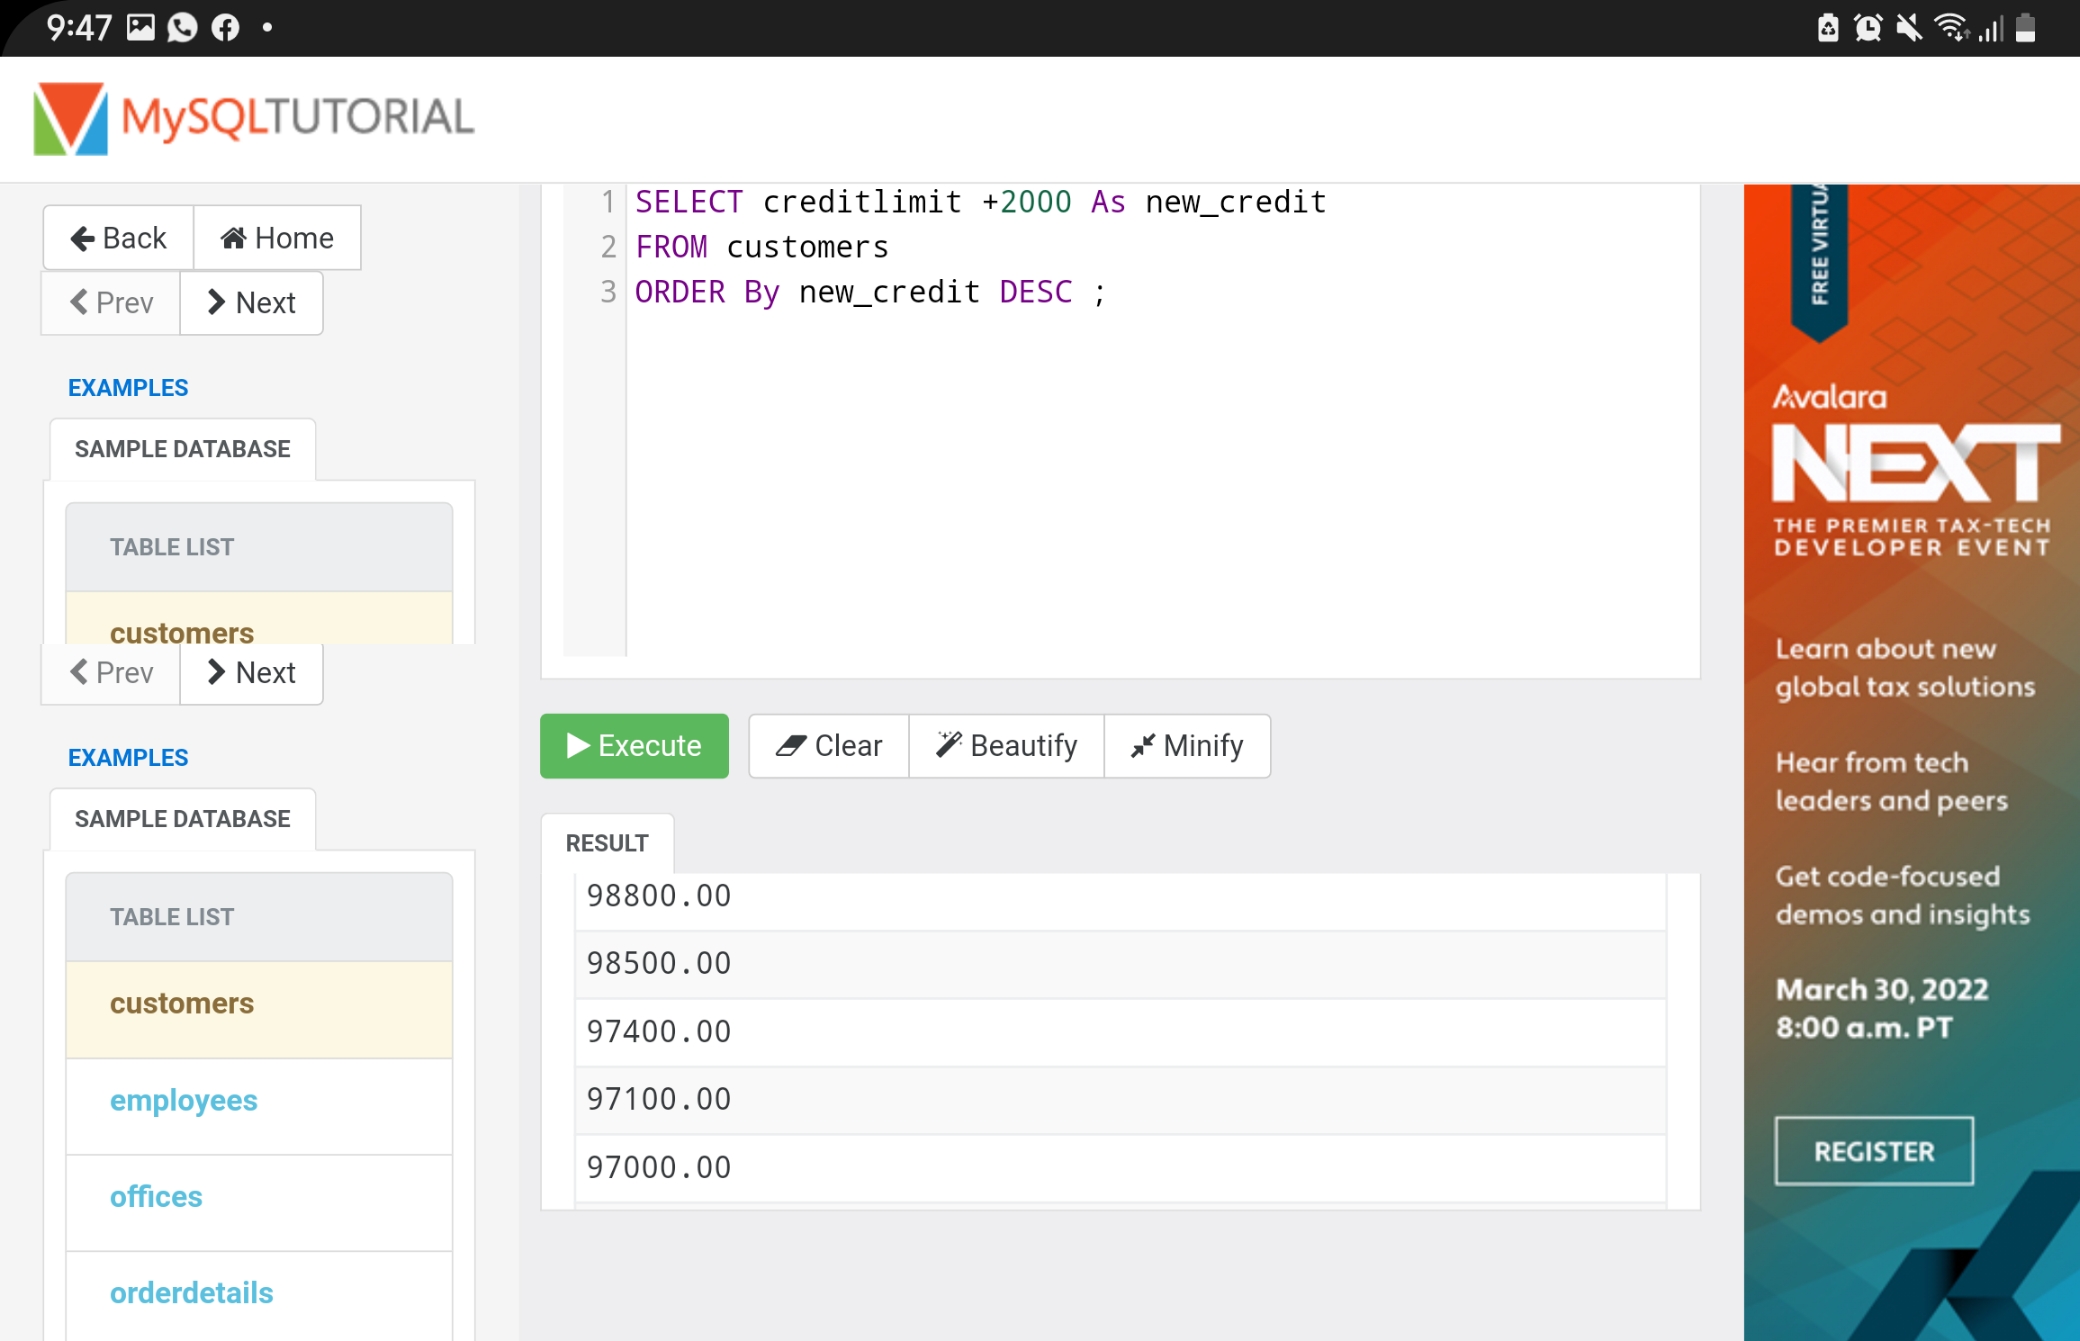 9:47
MySQLTUTORIAL
Back
Home
Prev
Next
EXAMPLES
SAMPLE DATABASE
TABLE LIST
customers
Prev
Next
EXAMPLES
SAMPLE DATABASE
TABLE LIST
customers
employees
offices
orderdetails
1 SELECT creditlimit +2000 As new_credit
2 FROM customers
3 ORDER By new_credit DESC ;
Execute
Clear
Beautify
Minify
RESULT
98800.00
98500.00
97400.00
97100.00
97000.00
FREE
Avalara
NEXT
THE PREMIER TAX-TECH
DEVELOPER EVENT
Learn about new
global tax solutions
Hear from tech
leaders and peers
Get code-focused
demos and insights
March 30, 2022
8:00 a.m. PT
REGISTER